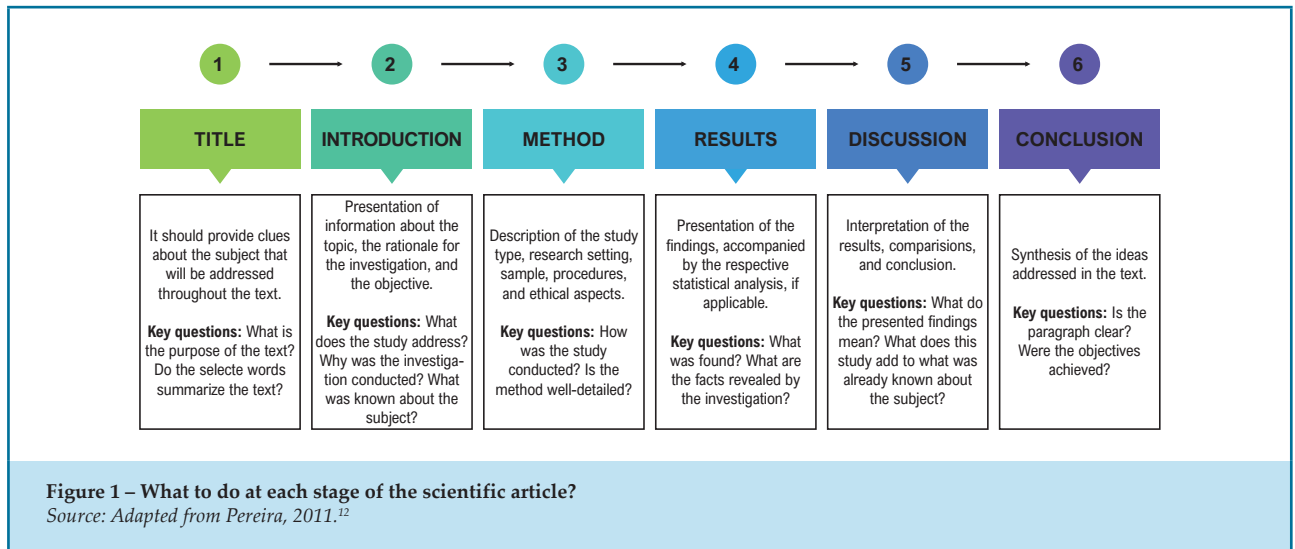 1
2
3
4
5
6
TITLE
INTRODUCTION
METHOD
RESULTS
DISCUSSION
CONCLUSION
It should provide clues
about the subject that
will be addressed
throughout the text.
Key questions: What is
the purpose of the text?
Do the selecte words
summarize the text?
Presentation of
information about the
topic, the rationale for
the investigation, and
the objective.
Key questions: What
does the study address?
Why was the investiga-
tion conducted? What
was known about the
subject?
Description of the study
type, research setting,
sample, procedures,
and ethical aspects.
Key questions: How
was the study
conducted? Is the
method well-detailed?
Presentation of the
findings, accompanied
by the respective
statistical analysis, if
applicable.
Key questions: What
was found? What are
the facts revealed by
the investigation?
Interpretation of the
results, comparisions,
and conclusion.
Key questions: What do
the presented findings
mean? What does this
study add to what was
already known about
the subject?
Synthesis of the ideas
addressed in the text.
Key questions: Is the
paragraph clear?
Were the objectives
achieved?
Figure 1 – What to do at each stage of the scientific article?
Source: Adapted from Pereira, 2011.¹²